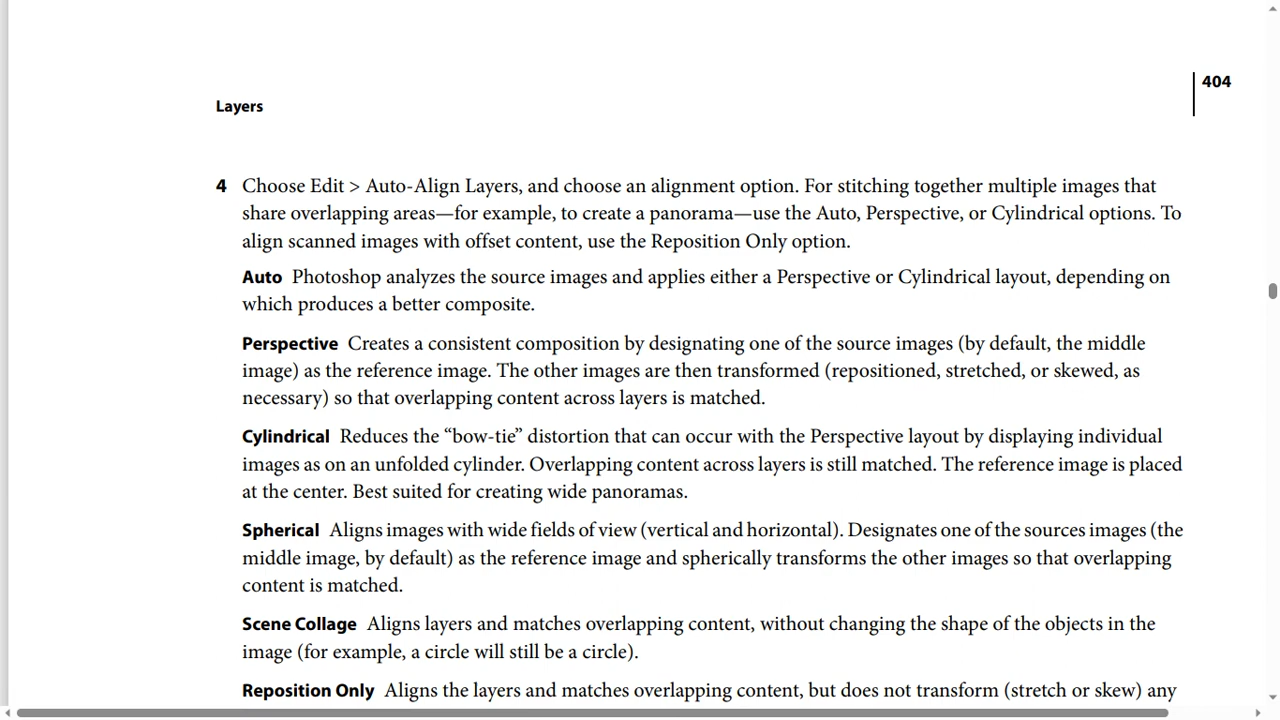 404
Layers
4 Choose Edit > Auto-Align Layers, and choose an alignment option. For stitching together multiple images that
share overlapping areas—for example, to create a panorama—use the Auto, Perspective, or Cylindrical options. To
align scanned images with offset content, use the Reposition Only option.
Auto Photoshop analyzes the source images and applies either a Perspective or Cylindrical layout, depending on
which produces a better composite.
Perspective Creates a consistent composition by designating one of the source images (by default, the middle
image) as the reference image. The other images are then transformed (repositioned, stretched, or skewed, as
necessary) so that overlapping content across layers is matched.
Cylindrical Reduces the “bow-tie” distortion that can occur with the Perspective layout by displaying individual
images as on an unfolded cylinder. Overlapping content across layers is still matched. The reference image is placed
at the center. Best suited for creating wide panoramas.
Spherical Aligns images with wide fields of view (vertical and horizontal). Designates one of the sources images (the
middle image, by default) as the reference image and spherically transforms the other images so that overlapping
content is matched.
Scene Collage Aligns layers and matches overlapping content, without changing the shape of the objects in the
image (for example, a circle will still be a circle).
Reposition Only Aligns the layers and matches overlapping content, but does not transform (stretch or skew) any